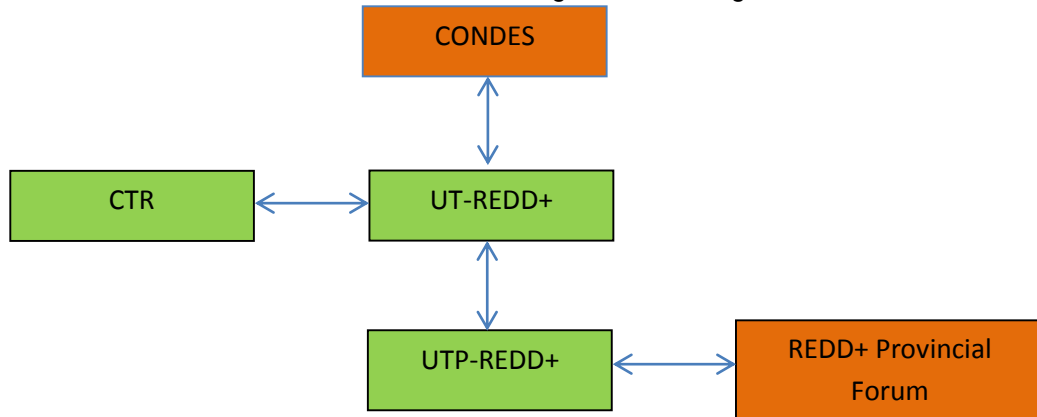 CONDES
CTR
UT-REDD+
UTP-REDD+
REDD+ Provincial
Forum